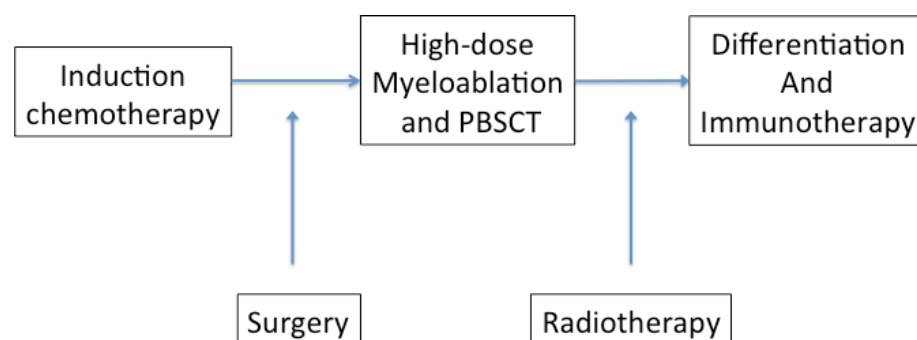 Induction
chemotherapy
High-dose
Myeloablation
and PBSCT
Differentiation
And
Immunotherapy
Surgery
Radiotherapy